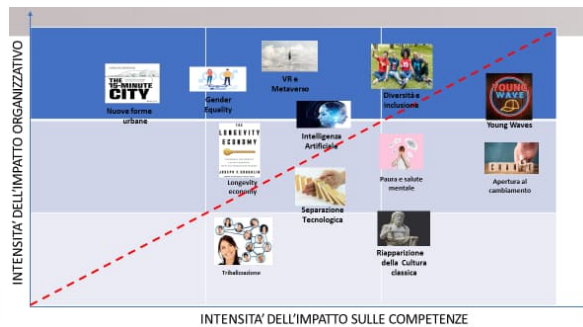 INTENSITA' DELL'IMPATTO ORGANIZZATIVO
THE
15-MINUTE
CITY
Nuove forme
urbane
Gender
Equality
VR e
Metaverso
Diversità e
Inclusione
YOUNG
WAVE
Young Waves
THE
LONGEVITY
ECONOMY
JOSEPH F. COUGHLIN
Longevity
economy
Intelligenza
Artificiale
Paura e salute
mentale
CHANGE
Apertura al
cambiamento
Separazione
Tecnologica
Tribalizzazione
Riapparizione
della Cultura
classica
INTENSITA' DELL'IMPATTO SULLE COMPETENZE